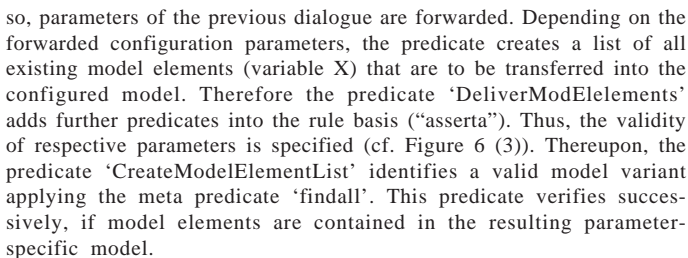 so, parameters of the previous dialogue are forwarded. Depending on the
forwarded configuration parameters, the predicate creates a list of all
existing model elements (variable X) that are to be transferred into the
configured model. Therefore the predicate ‘DeliverModElelements’
adds further predicates into the rule basis (“asserta”). Thus, the validity
of respective parameters is specified (cf. Figure 6 (3)). Thereupon, the
predicate ‘CreateModelElementList’ identifies a valid model variant
applying the meta predicate ‘findall’. This predicate verifies succes-
sively, if model elements are contained in the resulting parameter-
specific model.